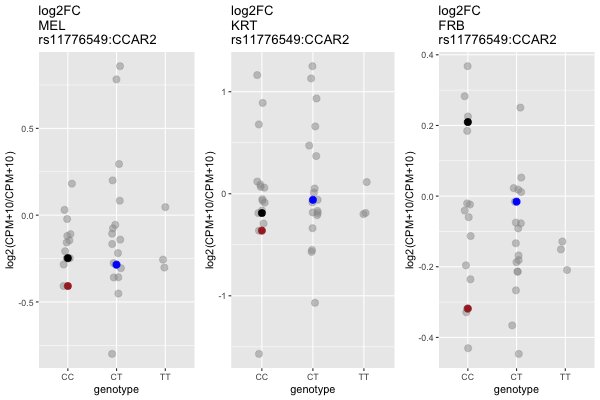 log2FC
MEL
rs11776549:CCAR2
log2(CPM+10/CPM+10)
0.5
0.0
-0.5
CC CT TT
genotype
log2FC
KRT
rs11776549:CCAR2
log2(CPM+10/CPM+10)
1
0
-1
CC CT TT
genotype
log2FC
FRB
rs11776549:CCAR2
log2(CPM+10/CPM+10)
0.4
0.2
0.0
-0.2
-0.4
CC CT TT
genotype